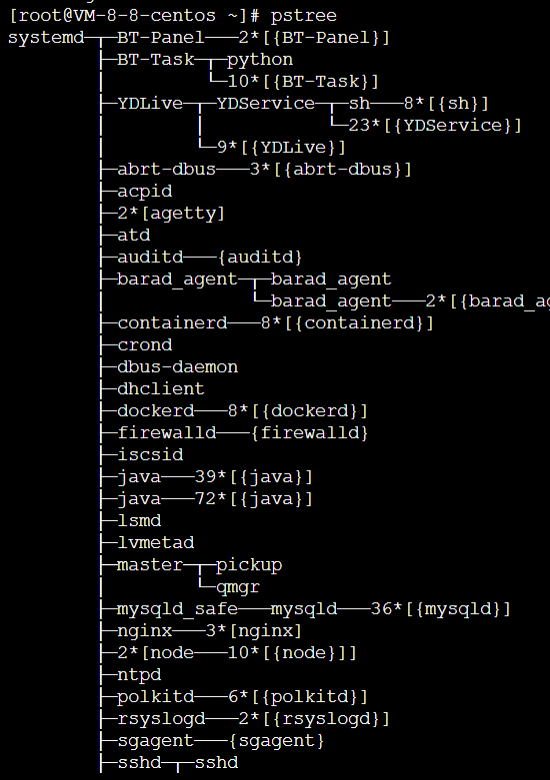 [root@VM-8-8-centos ~]# pstree
systemd─┬─BT-Panel───2*[{BT-Panel}]
        ├─BT-Task─┬─python
        │         └─10*[{BT-Task}]
        ├─YDLive─┬─YDService─┬─sh───8*[{sh}]
        │        │           └─23*[{YDService}]
        │        └─9*[{YDLive}]
        ├─abrt-dbus───3*[{abrt-dbus}]
        ├─acpid
        ├─2*[agetty]
        ├─atd
        ├─auditd───{auditd}
        ├─barad_agent─┬─barad_agent
        │             └─barad_agent───2*[{barad_ag
        ├─containerd───8*[{containerd}]
        ├─crond
        ├─dbus-daemon
        ├─dhclient
        ├─dockerd───8*[{dockerd}]
        ├─firewalld───{firewalld}
        ├─iscsid
        ├─java───39*[{java}]
        ├─java───72*[{java}]
        ├─lsmd
        ├─lvmetad
        ├─master─┬─pickup
        │        └─qmgr
        ├─mysqld_safe───mysqld───36*[{mysqld}]
        ├─nginx───3*[nginx]
        ├─2*[node───10*[{node}]]
        ├─ntpd
        ├─polkitd───6*[{polkitd}]
        ├─rsyslogd───2*[{rsyslogd}]
        ├─sgagent───{sgagent}
        ├─sshd─┬─sshd